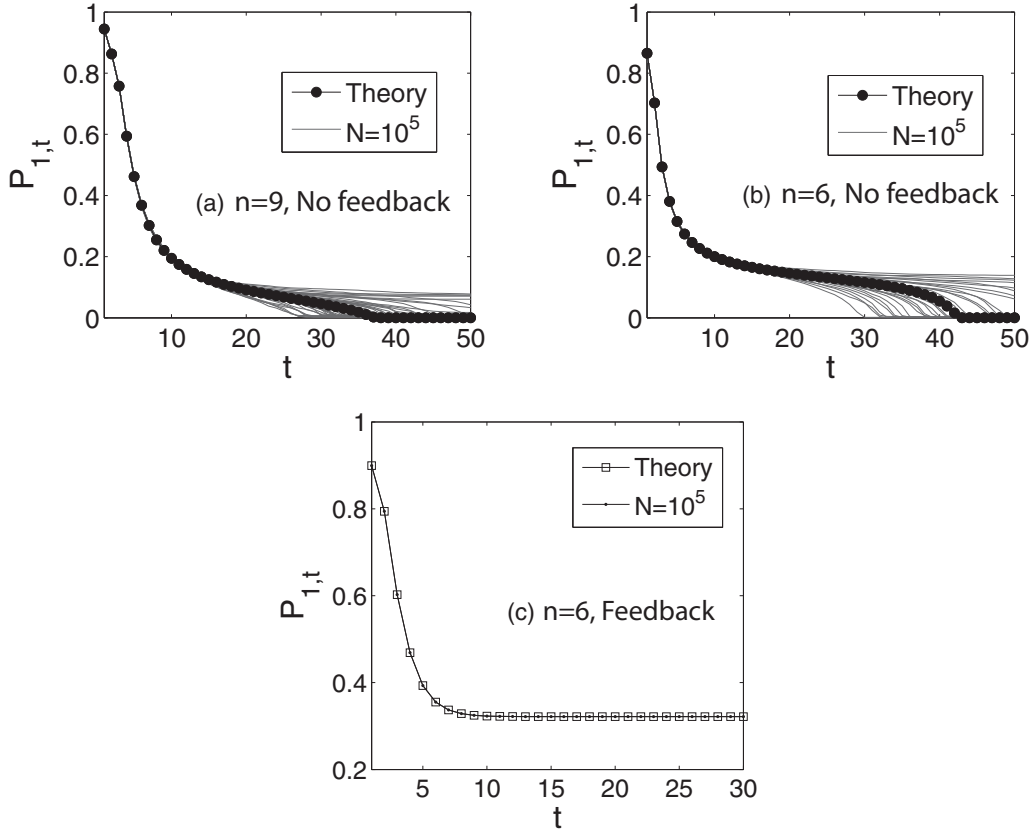 1
0.8
0.6
0.4
0.2
0
P1,t
Theory
N=10^5
(a) n=9, No feedback
10 20 30 40 50
t
1
0.8
0.6
0.4
0.2
0
P1,t
Theory
N=10^5
(b) n=6, No feedback
10 20 30 40 50
t
1
0.8
0.6
0.4
0.2
P1,t
Theory
N=10^5
(c) n=6, Feedback
5 10 15 20 25 30
t